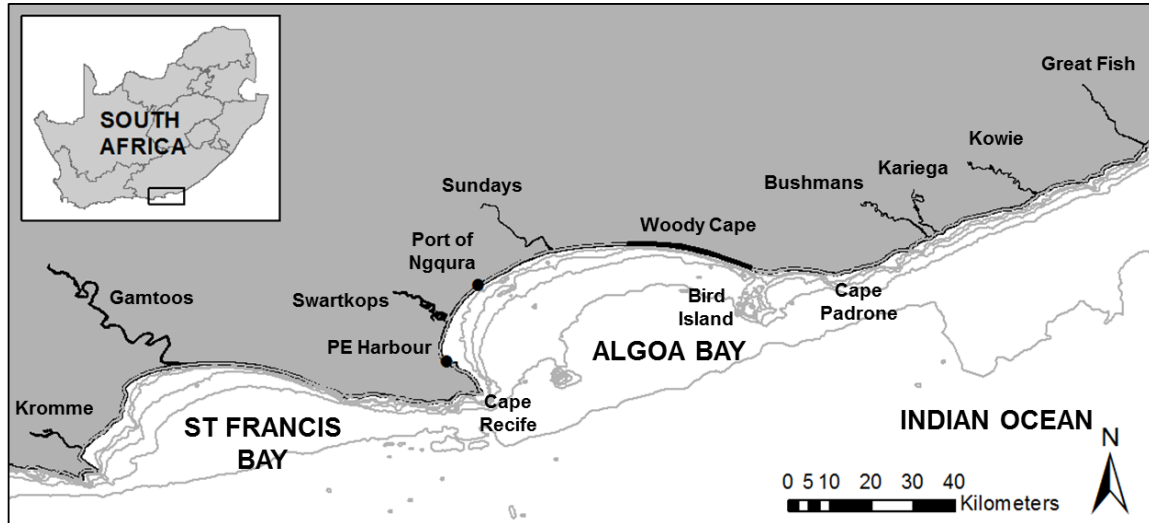 SOUTH
AFRICA
Great Fish
Kowie
Kariega
Bushmans
Sundays
Woody Cape
Port of
Ngqura
Gamtoos
Swartkops
Bird
Island
Cape
Padrone
PE Harbour
ALGOA BAY
Kromme
Cape
Recife
ST FRANCIS
BAY
INDIAN OCEAN
N
0 5 10 20 30 40
Kilometers